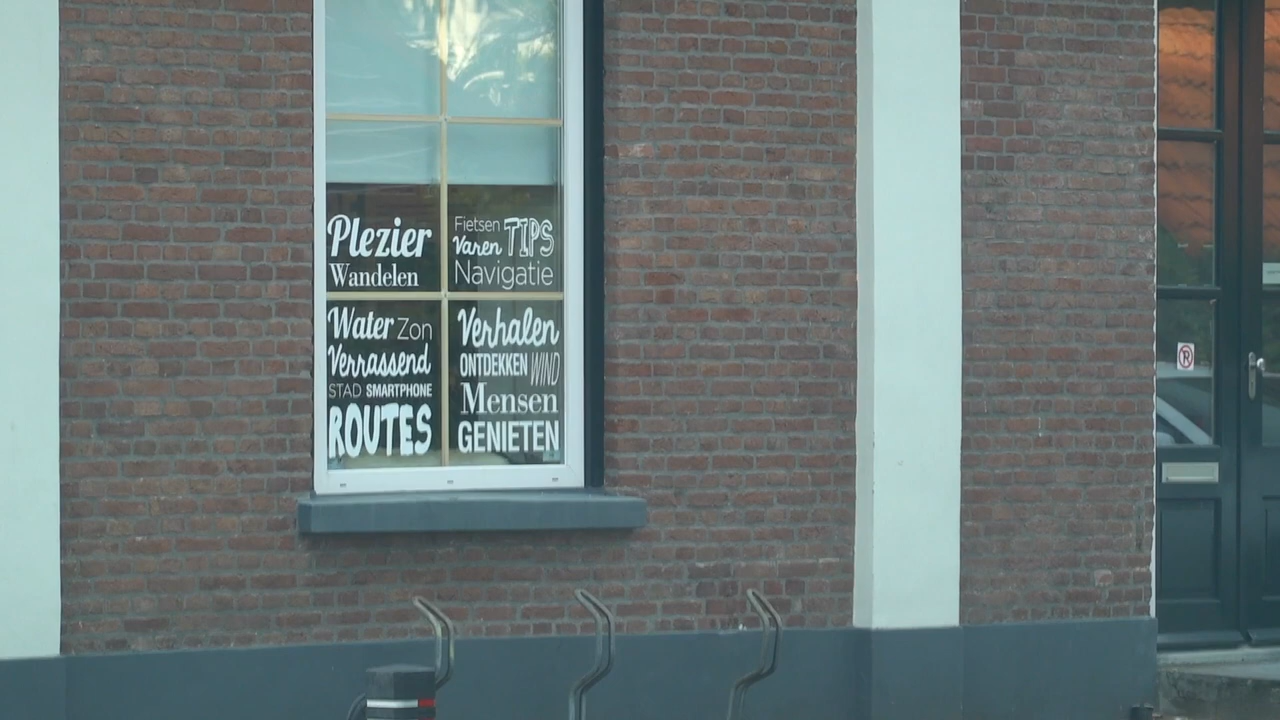 Plezier
Wandelen
Fietsen
Varen TIPS
Navigatie
Water Zon
Verrassend
STAD SMARTPHONE
ROUTES
Verhalen
ONTDEKKEN WIND
Mensen
GENIETEN